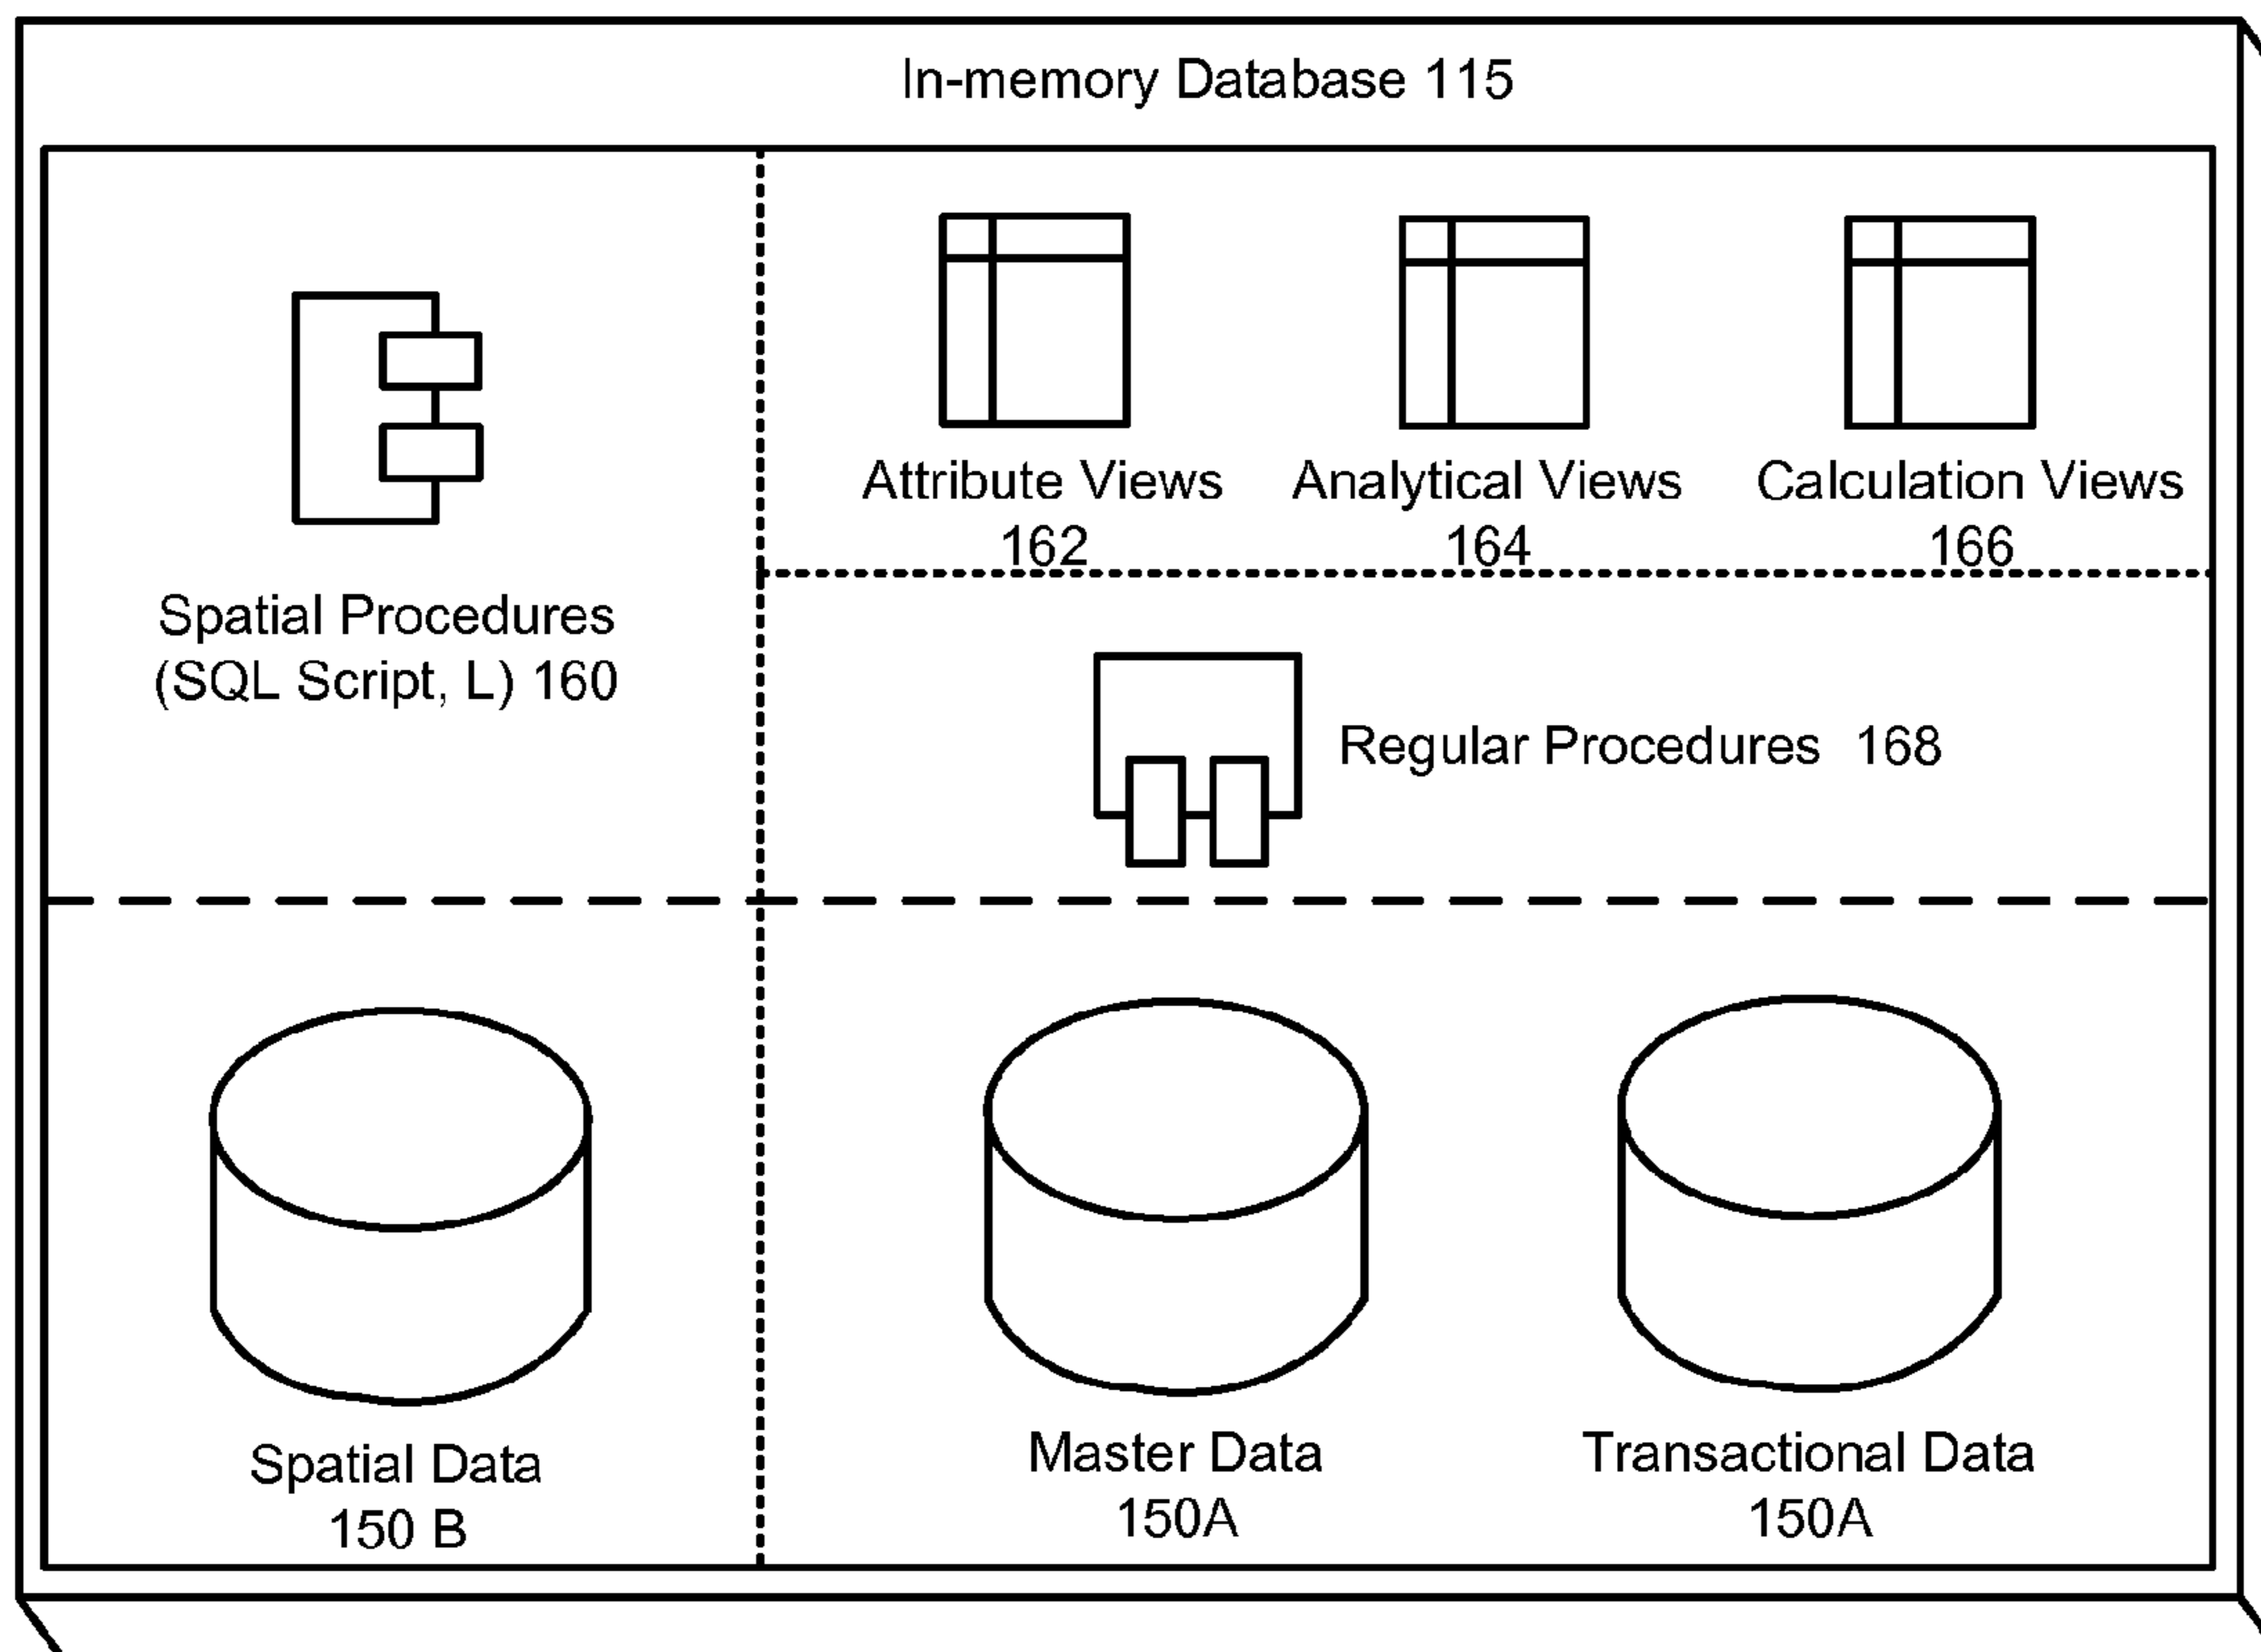 In-memory Database 115
Attribute Views
162
Analytical Views
164
Calculation Views
166
Spatial Procedures
(SQL Script, L) 160
Regular Procedures 168
Spatial Data
150 B
Master Data
150A
Transactional Data
150A